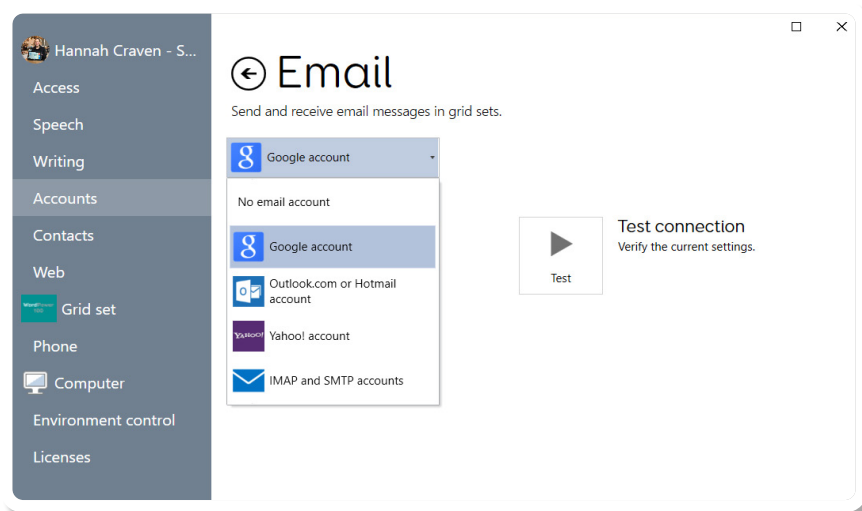 Hannah Craven - S...
Access
Speech
Writing
Accounts
Contacts
Web
Grid set
Phone
Computer
Environment control
Licenses
Email
Send and receive email messages in grid sets.
Google account
No email account
Google account
Outlook.com or Hotmail
account
YAHOO!
Yahoo! account
IMAP and SMTP accounts
Test
Test connection
Verify the current settings.